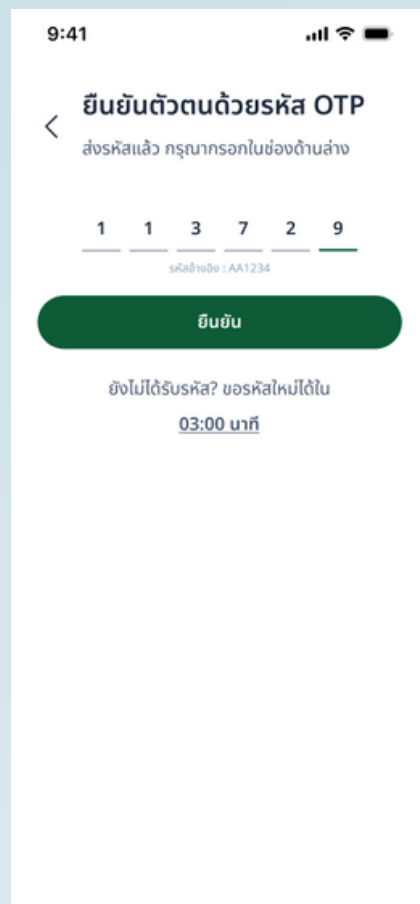 9:41
ยืนยันตัวตนด้วยรหัส OTP
ส่งรหัสแล้ว กรุณากรอกในช่องด้านล่าง
1 1 3 7 2 9
รหัสอ้างอิง : AA1234
ยืนยัน
ยังไม่ได้รับรหัส? ขอรหัสใหม่ได้ใน
03:00 นาที